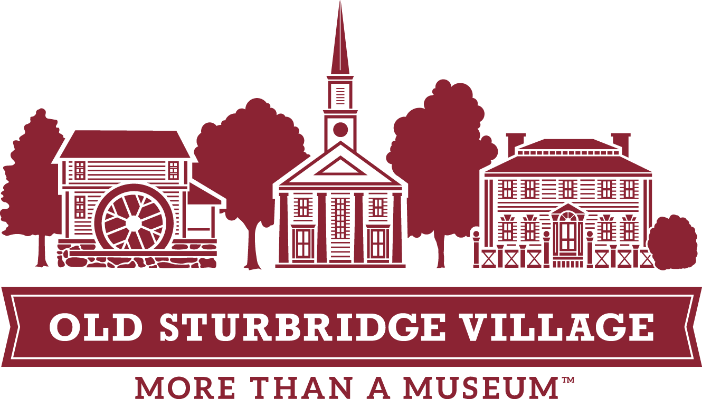 OLD STURBRIDGE VILLAGE
MORE THAN A MUSEUM™